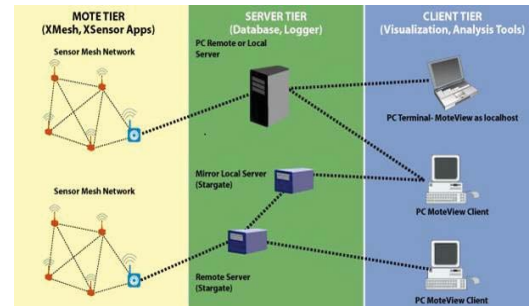 MOTE TIER
(XMesh, XSensor Apps)
Sensor Mesh Network
Sensor Mesh Network
SERVER TIER
(Database, Logger)
PC Remote or Local
Server
Mirror Local Server
(Stargate)
Remote Server
(Stargate)
CLIENT TIER
(Visualization, Analysis Tools)
PC Terminal- MoteView as localhost
PC MoteView Client
PC MoteView Client